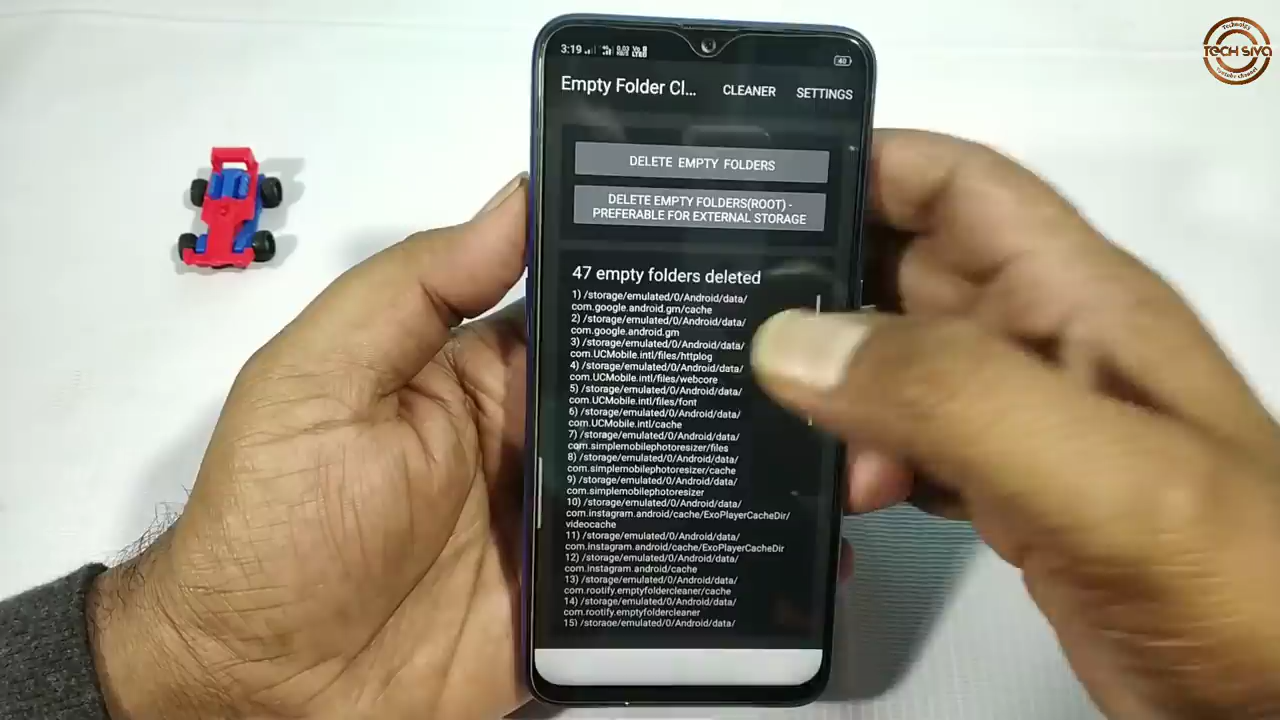 Technolgy
TECH SIVA
Youtube channel
3:19
40
Empty Folder Cl...
CLEANER
SETTINGS
DELETE EMPTY FOLDERS
DELETE EMPTY FOLDERS(ROOT) -
PREFERABLE FOR EXTERNAL STORAGE
47 empty folders deleted
1) /storage/emulated/0/Android/data/
com.google.android.gm/cache
2) /storage/emulated/0/Android/data/
com.google.android.gm
3) /storage/emulated/0/Android/data/
com.UCMobile.intl/files/httplog
4) /storage/emulated/0/Android/data/
com.UCMobile.intl/files/webcore
5) /storage/emulated/0/Android/data/
com.UCMobile.intl/files/font
6) /storage/emulated/0/Android/data/
com.UCMobile.intl/cache
7) /storage/emulated/0/Android/data/
com.simplemobilephotoresizer/files
8) /storage/emulated/0/Android/data/
com.simplemobilephotoresizer/cache
9) /storage/emulated/0/Android/data/
com.simplemobilephotoresizer
10) /storage/emulated/0/Android/data/
com.instagram.android/cache/ExoPlayerCacheDir/
videocache
11) /storage/emulated/0/Android/data/
com.instagram.android/cache/ExoPlayerCacheDir
12) /storage/emulated/0/Android/data/
com.instagram.android/cache
13) /storage/emulated/0/Android/data/
com.rootify.emptyfoldercleaner/cache
14) /storage/emulated/0/Android/data/
com.rootify.emptyfoldercleaner
15) /storage/emulated/0/Android/data/